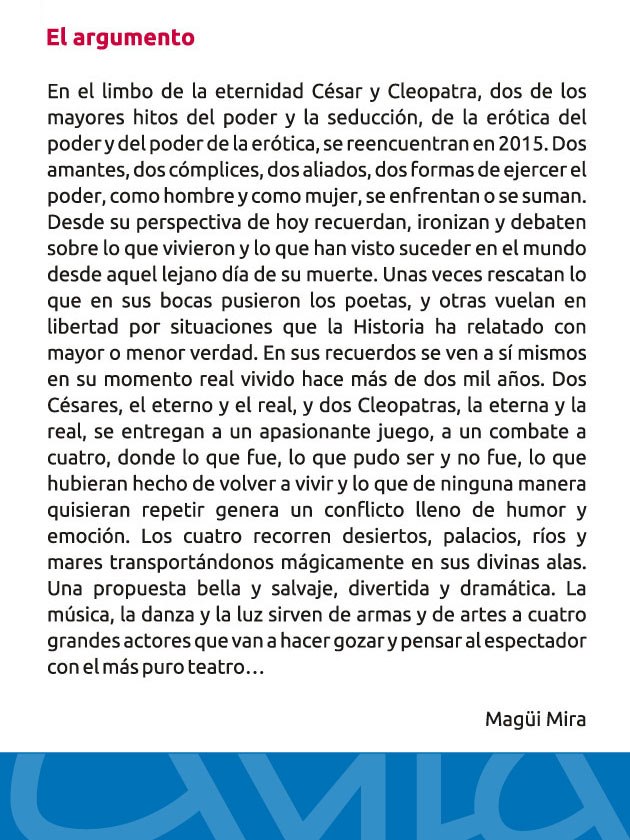 El argumento
En el limbo de la eternidad César y Cleopatra, dos de los
mayores hitos del poder y la seducción, de la erótica del
poder y del poder de la erótica, se reencuentran en 2015. Dos
amantes, dos cómplices, dos aliados, dos formas de ejercer el
poder, como hombre y como mujer, se enfrentan o se suman.
Desde su perspectiva de hoy recuerdan, ironizan y debaten
sobre lo que vivieron y lo que han visto suceder en el mundo
desde aquel lejano día de su muerte. Unas veces rescatan lo
que en sus bocas pusieron los poetas, y otras vuelan en
libertad por situaciones que la Historia ha relatado con
mayor o menor verdad. En sus recuerdos se ven a sí mismos
en su momento real vivido hace más de dos mil años. Dos
Césares, el eterno y el real, y dos Cleopatras, la eterna y la
real, se entregan a un apasionante juego, a un combate a
cuatro, donde lo que fue, lo que pudo ser y no fue, lo que
hubieran hecho de volver a vivir y lo que de ninguna manera
quisieran repetir genera un conflicto lleno de humor y
emoción. Los cuatro recorren desiertos, palacios, ríos y
mares transportándonos mágicamente en sus divinas alas.
Una propuesta bella y salvaje, divertida y dramática. La
música, la danza y la luz sirven de armas y de artes a cuatro
grandes actores que van a hacer gozar y pensar al espectador
con el más puro teatro…
Magüi Mira